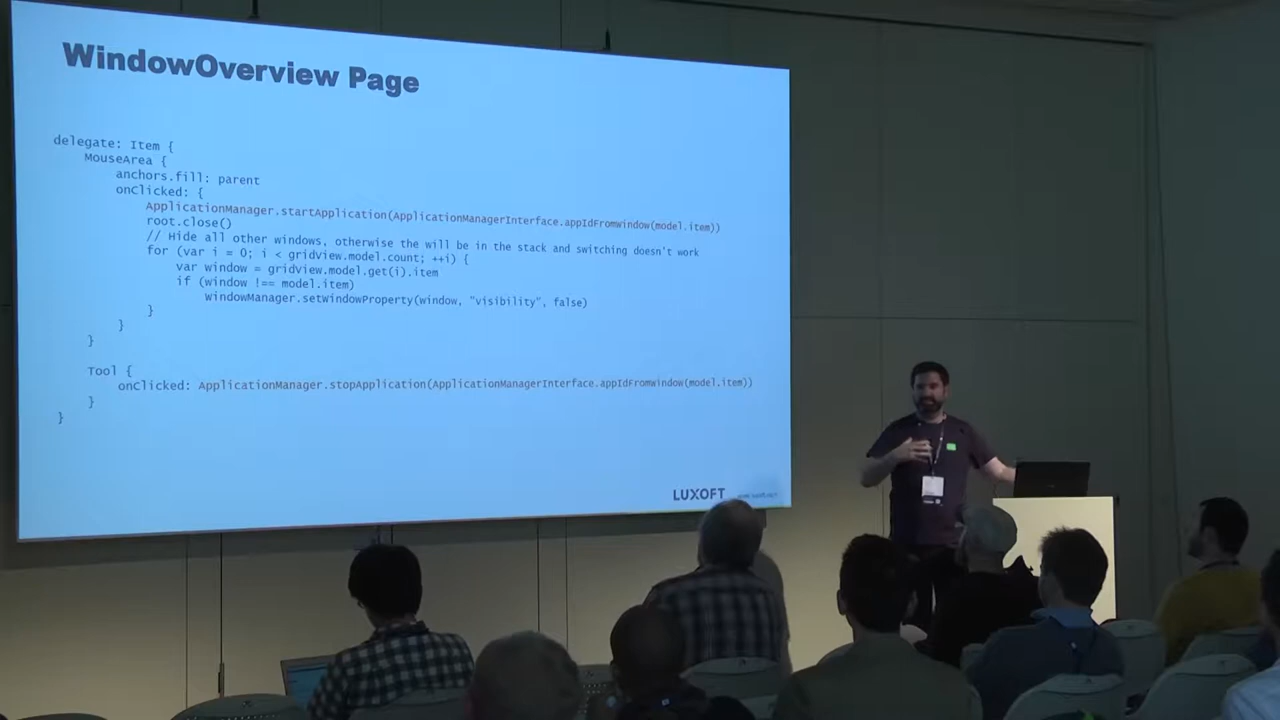 WindowOverview Page
delegate: Item {
MouseArea {
anchors.fill: parent
onClicked: {
ApplicationManager.startApplication(ApplicationManagerInterface.appIdFromWindow(model.item))
root.close()
// Hide all other windows, otherwise the will be in the stack and switching doesn't work
for (var i = 0; i < gridview.model.count; ++i) {
var window = gridview.model.get(i).item
if (window !== model.item)
WindowManager.setWindowProperty(window, "visibility", false)
}
}
}
Tool {
onClicked: ApplicationManager.stopApplication(ApplicationManagerInterface.appIdFromWindow(model.item))
}
}
LUXOFT